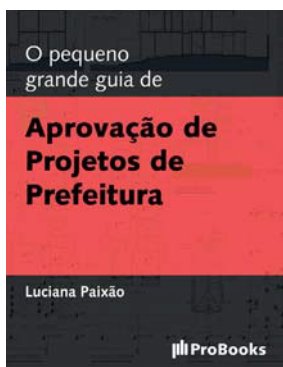 O pequeno
grande guia de
Aprovação de
Projetos de
Prefeitura
Luciana Paixão
ProBooks